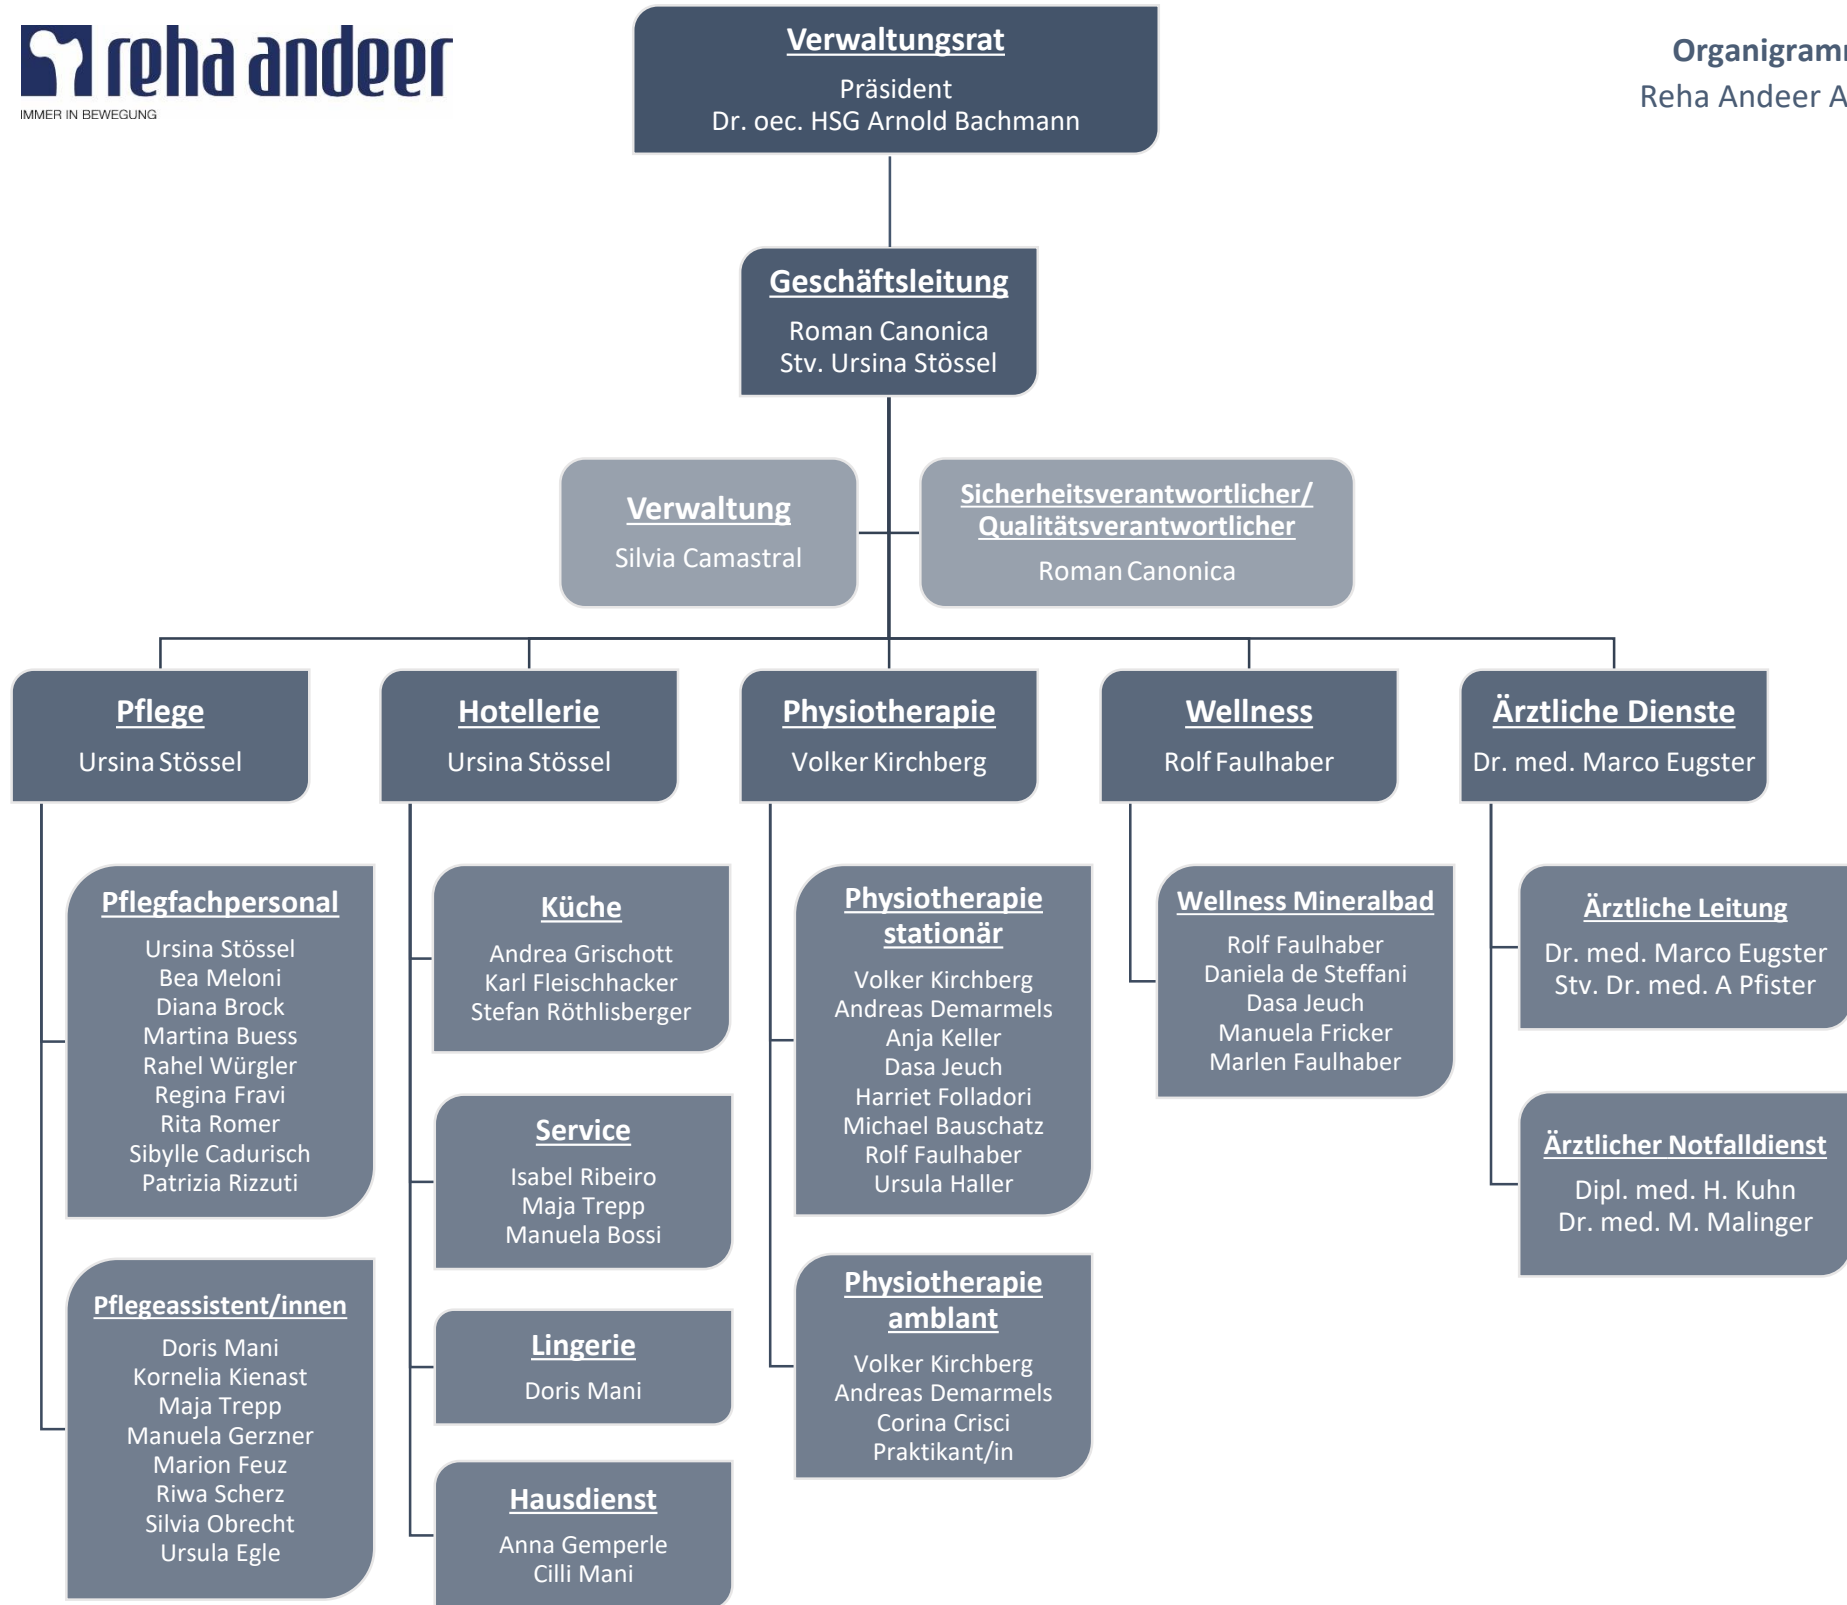 reha andeer
IMMER IN BEWEGUNG
Verwaltungsrat
Präsident
Dr. oec. HSG Arnold Bachmann
Reha Andeer
Geschäftsleitung
Roman Canonica
Stv. Ursina Stössel
Verwaltung
Silvia Camastral
Sicherheitsverantwortlicher/
Qualitätsverantwortlicher
Roman Canonica
Pflege
Ursina Stössel
Hotellerie
Ursina Stössel
Physiotherapie
Volker Kirchberg
Wellness
Rolf Faulhaber
Ärztliche Dienste
Dr. med. Marco Eugster
Pflegfachpersonal
Ursina Stössel
Bea Meloni
Diana Brock
Martina Buess
Rahel Würgler
Regina Fravi
Rita Romer
Sibylle Cadurisch
Patrizia Rizzuti
Pflegeassistent/innen
Doris Mani
Kornelia Kienast
Maja Trepp
Manuela Gerzner
Marion Feuz
Riwa Scherz
Silvia Obrecht
Ursula Egle
Küche
Andrea Grischott
Karl Fleischhacker
Stefan Röthlisberger
Service
Isabel Ribeiro
Maja Trepp
Manuela Bossi
Lingerie
Doris Mani
Hausdienst
Anna Gemperle
Cilli Mani
Physiotherapie
stationär
Volker Kirchberg
Andreas Demarmels
Anja Keller
Dasa Jeuch
Harriet Folladori
Michael Bauschatz
Rolf Faulhaber
Ursula Haller
Physiotherapie
amblant
Volker Kirchberg
Andreas Demarmels
Corina Crisci
Praktikant/in
Wellness Mineralbad
Rolf Faulhaber
Daniela de Steffani
Dasa Jeuch
Manuela Fricker
Marlen Faulhaber
Ärztliche Leitung
Dr. med. Marco Eugster
Stv. Dr. med. A Pfister
Ärztlicher Notfalldienst
Dipl. med. H. Kuhn
Dr. med. M. Malinger